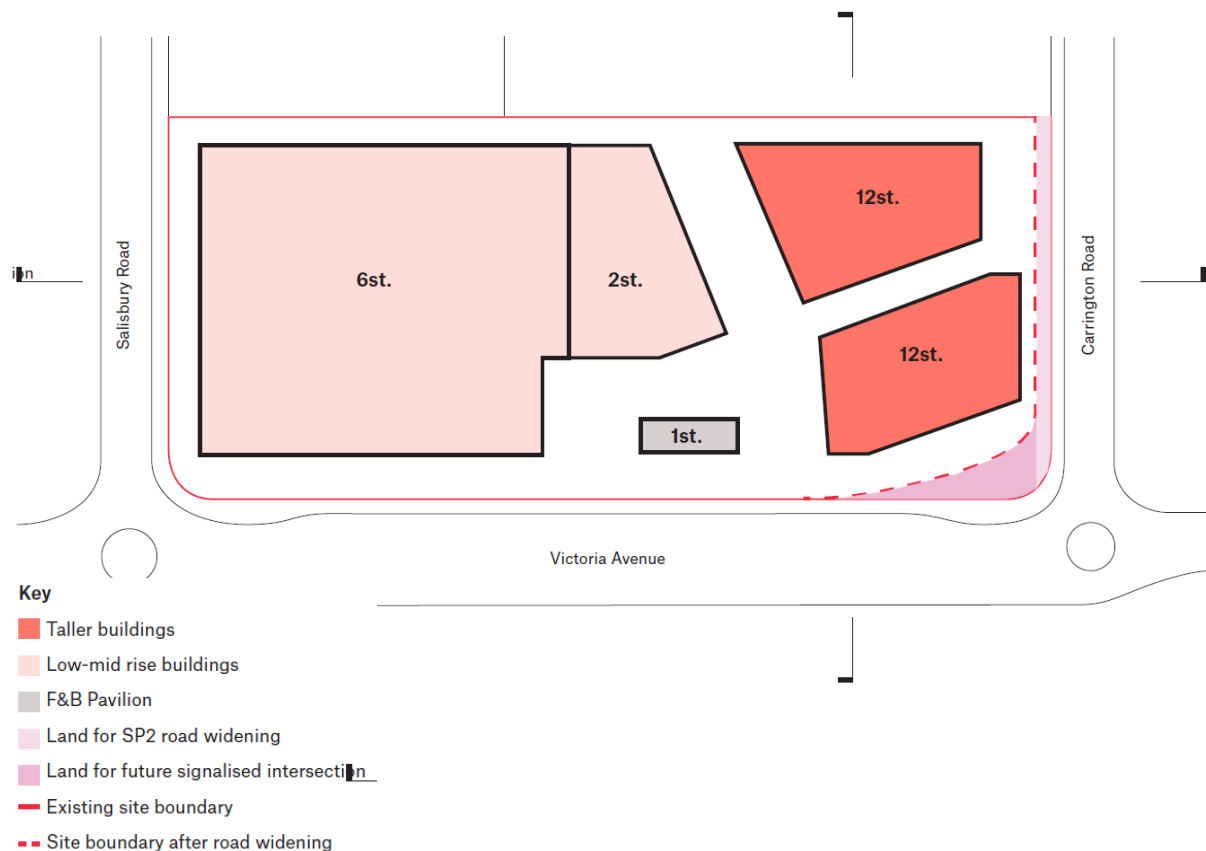 12st.
6st.
2st.
12st.
1st.
Salisbury Road
Carrington Road
Victoria Avenue
Key
Taller buildings
Low-mid rise buildings
F&B Pavilion
Land for SP2 road widening
Land for future signalised intersection
Existing site boundary
Site boundary after road widening